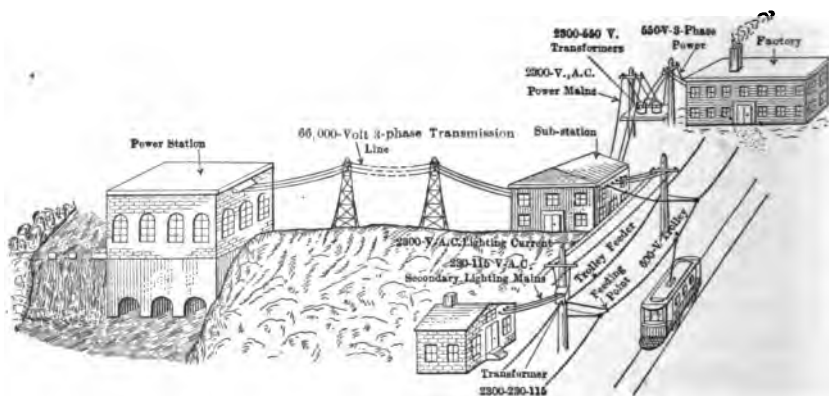 2300-550 V.
Transformers
550V-3-Phase
Power
Factory
2300-V., A.C.
Power Mains
66,000-Volt 3-phase Transmission
Line
Sub-station
Power Station
2300-V-A.C. Lighting Current
230-115-V-A.C.
Secondary Lighting Mains
Trolley Feeder
Feeding
Point
600-V-Trolley
Transformer
2300-230-115